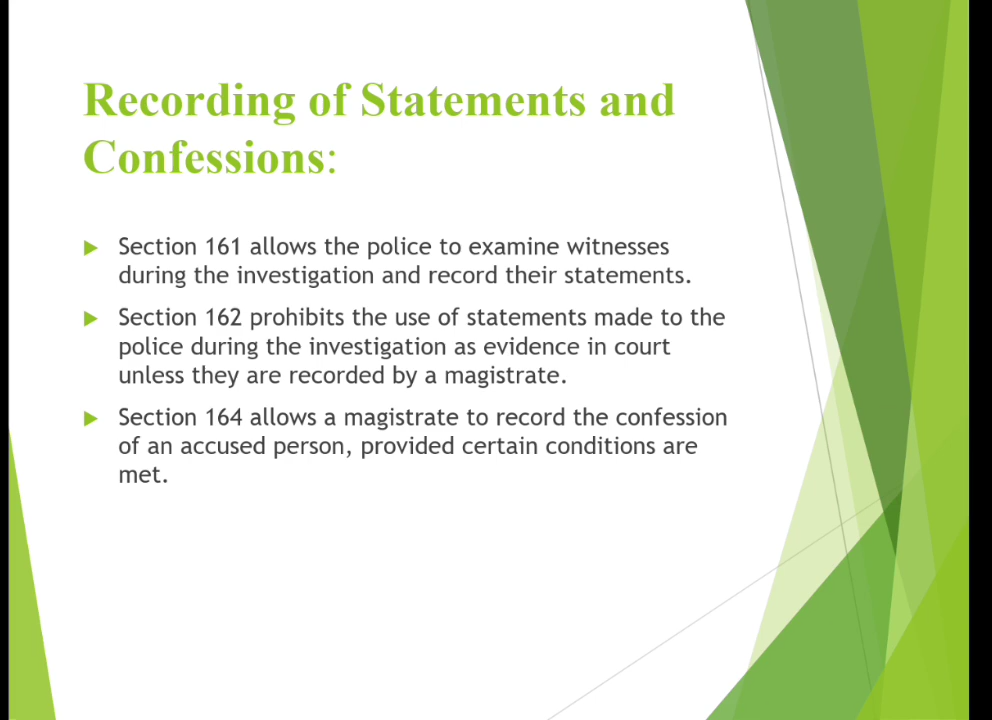 Recording of Statements and
Confessions:
Section 161 allows the police to examine witnesses
during the investigation and record their statements.
Section 162 prohibits the use of statements made to the
police during the investigation as evidence in court
unless they are recorded by a magistrate.
Section 164 allows a magistrate to record the confession
of an accused person, provided certain conditions are
met.